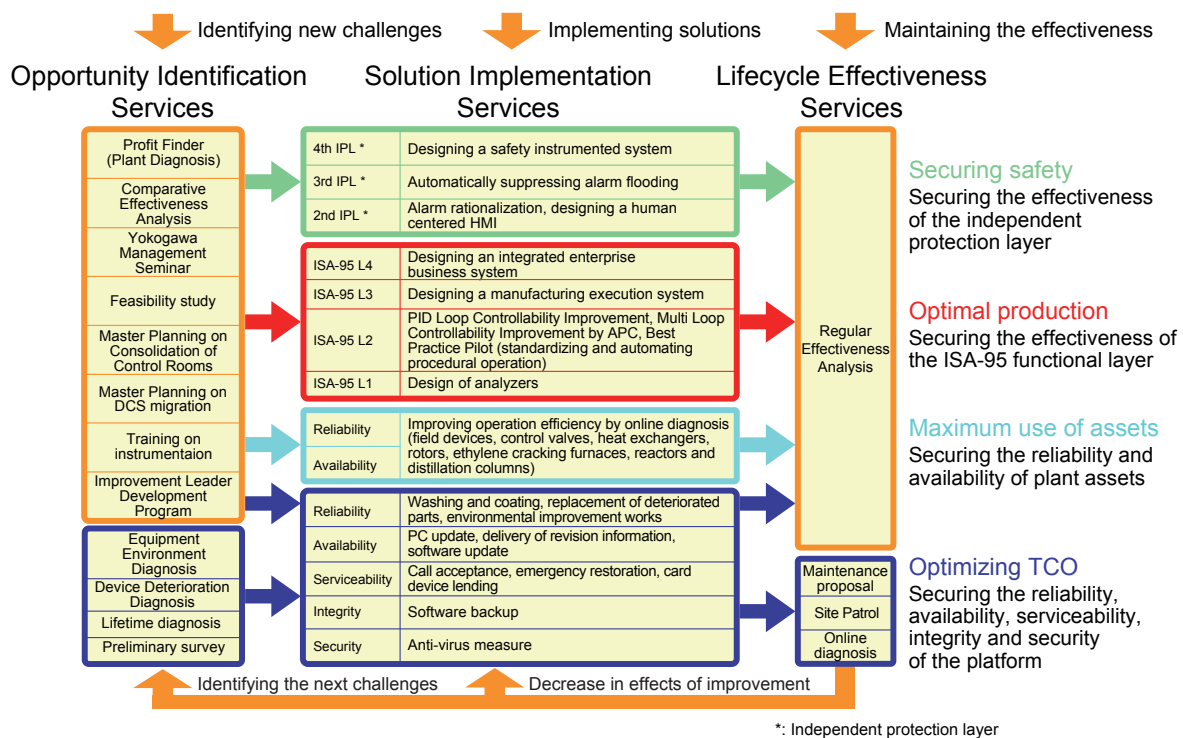 Identifying new challenges
Implementing solutions
Maintaining the effectiveness
Opportunity Identification
Services
Solution Implementation
Services
Lifecycle Effectiveness
Services
Profit Finder
(Plant Diagnosis)
Comparative
Effectiveness
Analysis
Yokogawa
Management
Seminar
Feasibility study
Master Planning on
Consolidation of
Control Rooms
Master Planning on
DCS migration
Training on
instrumentaion
Improvement Leader
Development
Program
Equipment
Environment
Diagnosis
Device Deterioration
Diagnosis
Lifetime diagnosis
Preliminary survey
4th IPL *
Designing a safety instrumented system
3rd IPL *
Automatically suppressing alarm flooding
2nd IPL *
Alarm rationalization, designing a human
centered HMI
ISA-95 L4
Designing an integrated enterprise
business system
ISA-95 L3
Designing a manufacturing execution system
ISA-95 L2
PID Loop Controllability Improvement, Multi Loop
Controllability Improvement by APC, Best
Practice Pilot (standardizing and automating
procedural operation)
ISA-95 L1
Design of analyzers
Reliability
Availability
Improving operation efficiency by online diagnosis
(field devices, control valves, heat exchangers,
rotors, ethylene cracking furnaces, reactors and
distillation columns)
Reliability
Washing and coating, replacement of deteriorated
parts, environmental improvement works
Availability
PC update, delivery of revision information,
software update
Serviceability
Call acceptance, emergency restoration, card
device lending
Integrity
Software backup
Security
Anti-virus measure
Regular
Effectiveness
Analysis
Maintenance
proposal
Site Patrol
Online
diagnosis
Securing safety
Securing the effectiveness
of the independent
protection layer
Optimal production
Securing the effectiveness of
the ISA-95 functional layer
Maximum use of assets
Securing the reliability and
availability of plant assets
Optimizing TCO
Securing the reliability,
availability, serviceability,
integrity and security
of the platform
Identifying the next challenges
Decrease in effects of improvement
*: Independent protection layer